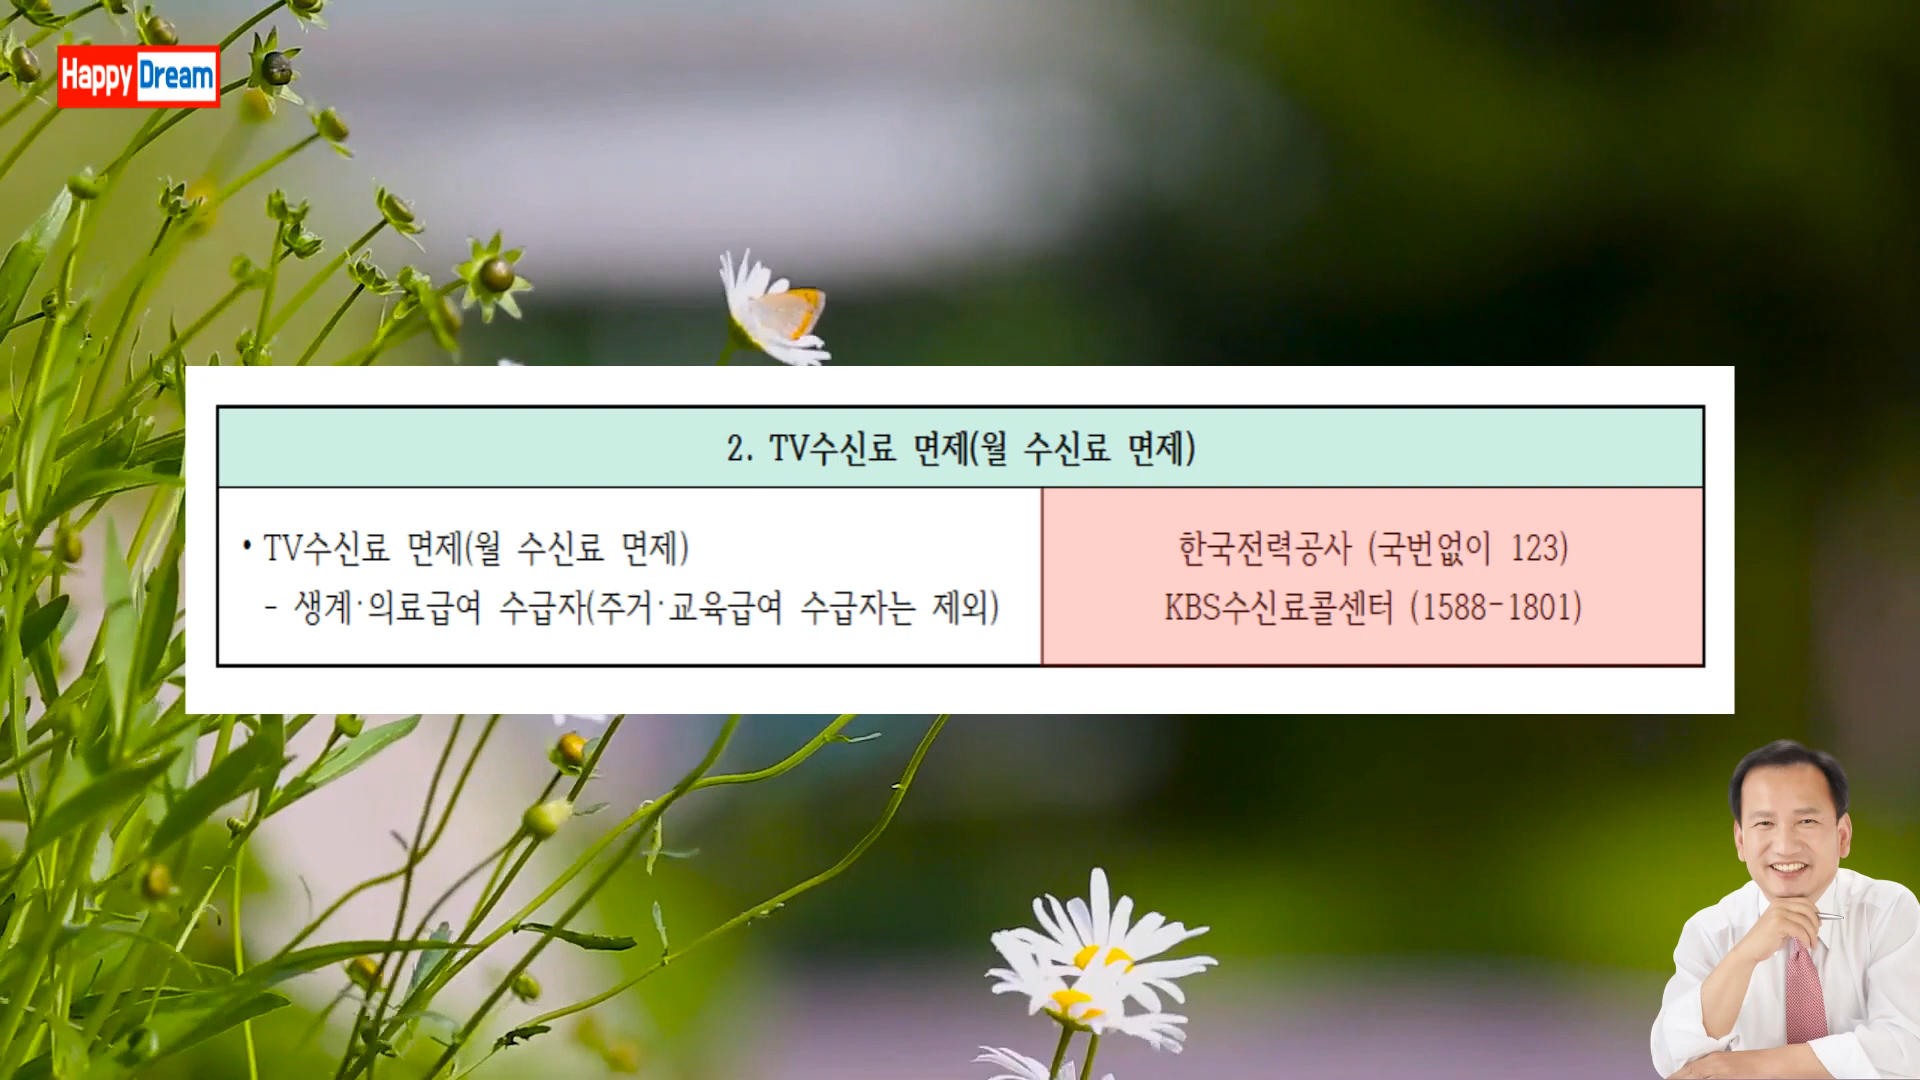 Happy Dream
2. TV수신료 면제(월 수신료 면제)
• TV수신료 면제(월 수신료 면제)
- 생계·의료급여 수급자(주거·교육급여 수급자는 제외)
한국전력공사 (국번없이 123)
KBS수신료콜센터 (1588-1801)